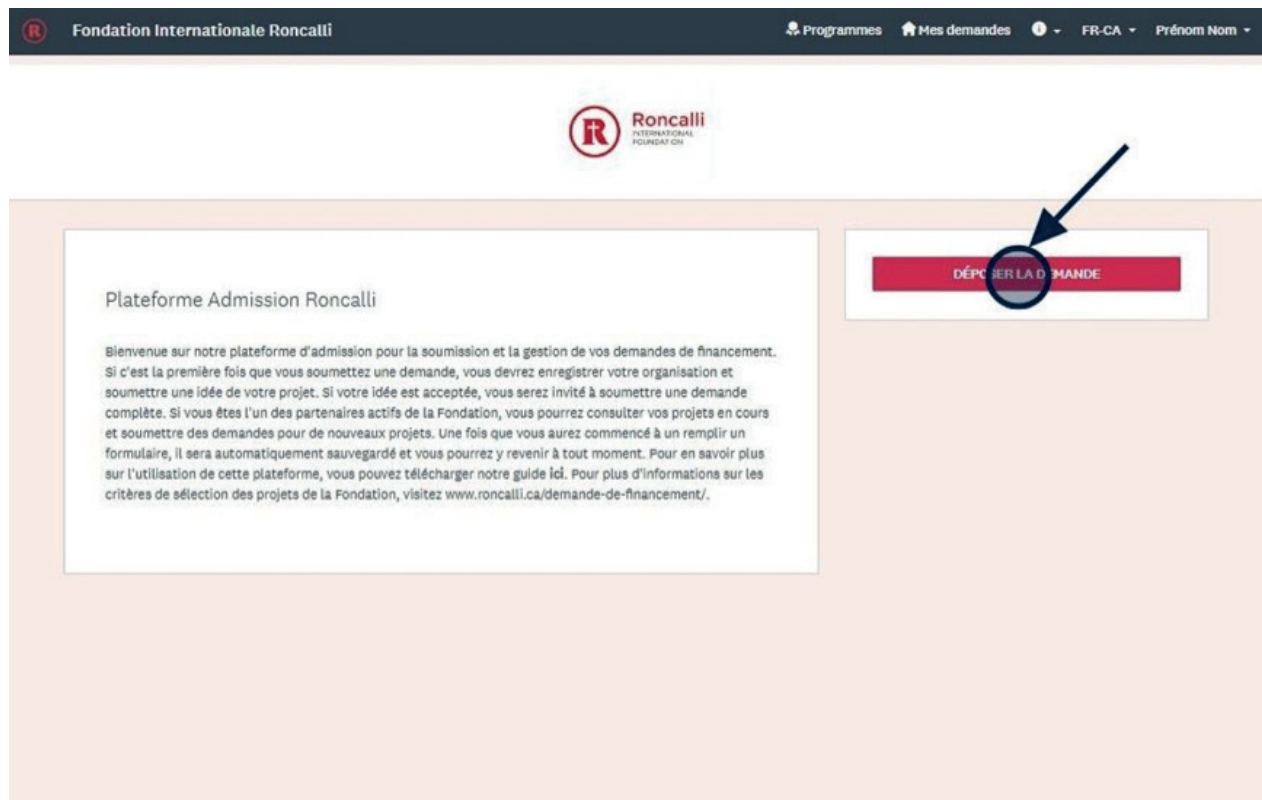 Fondation Internationale Roncalli
Programmes Mes demandes FR-CA Prénom Nom
Roncalli
INTERNATIONAL
FOUNDATION
DÉPOSER LA DEMANDE
Plateforme Admission Roncalli
Bienvenue sur notre plateforme d'admission pour la soumission et la gestion de vos demandes de financement.
Si c'est la première fois que vous soumettez une demande, vous devrez enregistrer votre organisation et
soumettre une idée de votre projet. Si votre idée est acceptée, vous serez invité à soumettre une demande
complète. Si vous êtes l'un des partenaires actifs de la Fondation, vous pourrez consulter vos projets en cours
et soumettre des demandes pour de nouveaux projets. Une fois que vous aurez commencé à un remplir un
formulaire, il sera automatiquement sauvegardé et vous pourrez y revenir à tout moment. Pour en savoir plus
sur l'utilisation de cette plateforme, vous pouvez télécharger notre guide ici. Pour plus d'informations sur les
critères de sélection des projets de la Fondation, visitez www.roncalli.ca/demande-de-financement/.